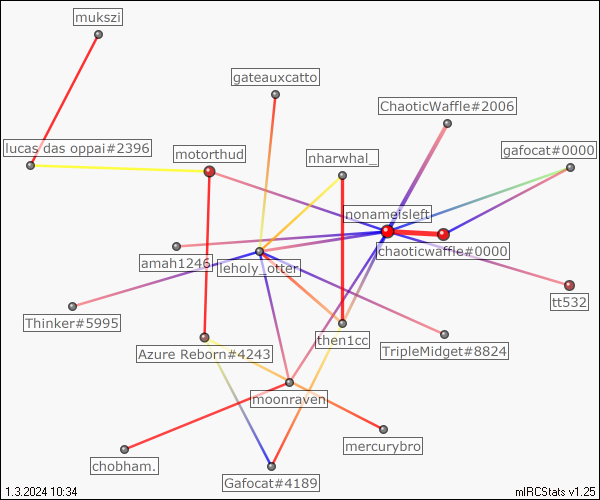 mukszi
gateauxcatto
ChaoticWaffle#2006
lucas das oppai#2396
motorthud
nharwhal_
gafocat#0000
nonameisleft
chaoticwaffle#0000
amah1246
leholy_otter
tt532
Thinker#5995
then1cc
Azure Reborn#4243
TripleMidget#8824
moonraven
mercurybro
chobham.
Gafocat#4189
1.3.2024 10:34
mIRCStats v1.25